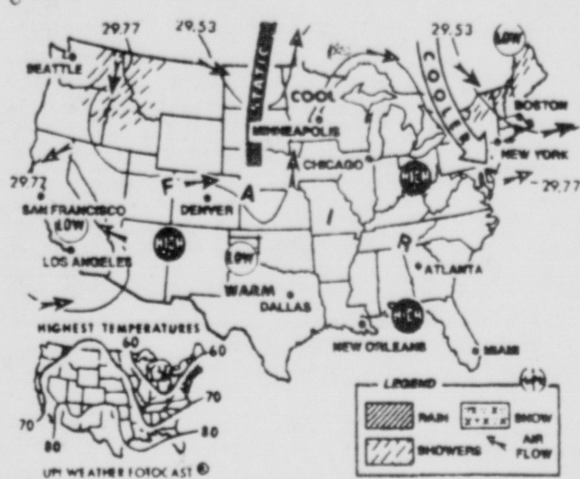 29.77
29.53
29.53
LOW
SEATTLE
STATIC
COOL
COOLER
BOSTON
MINNEAPOLIS
NEW YORK
CHICAGO
HIGH
29.77
29.77
F A I R
DENVER
SAN FRANCISCO
LOW
HIGH
LOW
LOS ANGELES
ATLANTA
WARM
DALLAS
HIGH
NEW ORLEANS
MIAMI
HIGHEST TEMPERATURES
60
60
70
70
80
80
UPI WEATHER FOTOCAST
LEGEND
RAIN
SNOW
SHOWERS
AIR FLOW